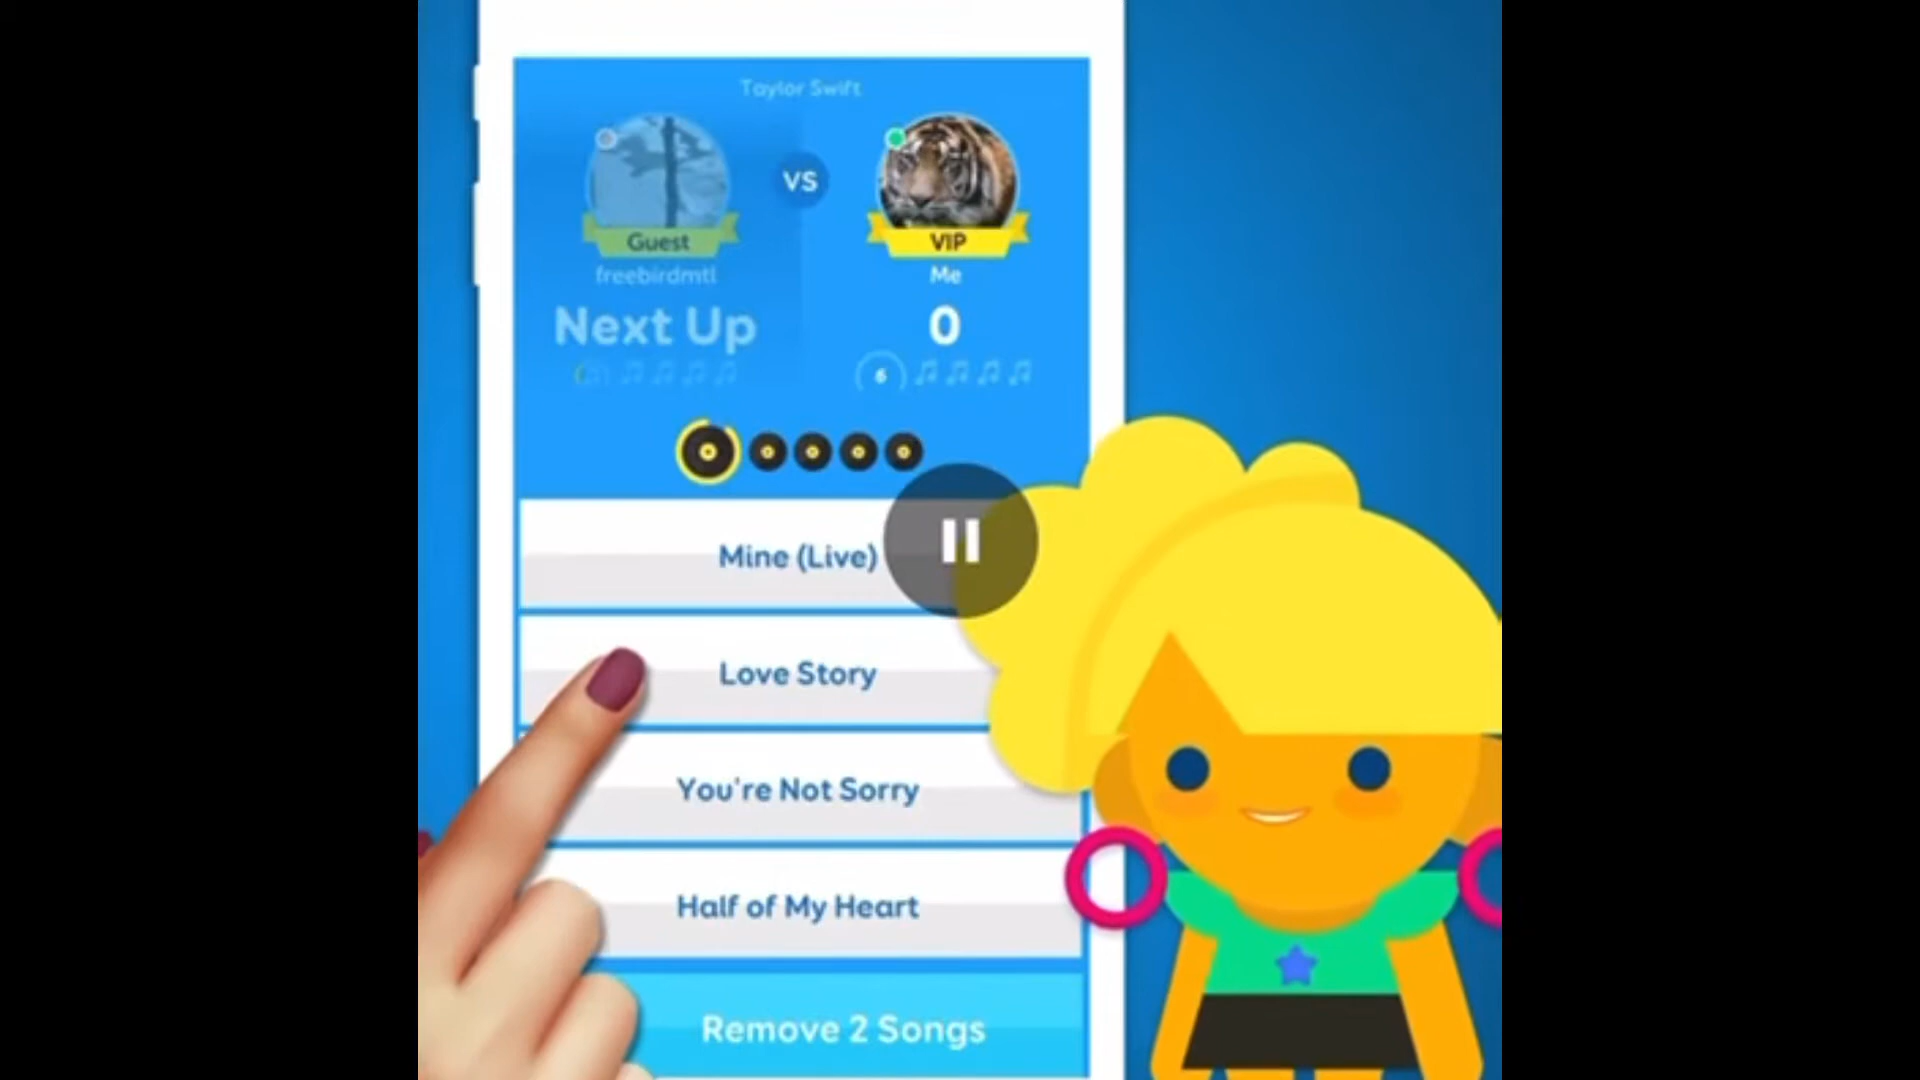 Taylor Swift
VS
Guest
VIP
freebirdmtl
Me
Next Up
0
6
Mine (Live)
Love Story
You're Not Sorry
Half of My Heart
Remove 2 Songs